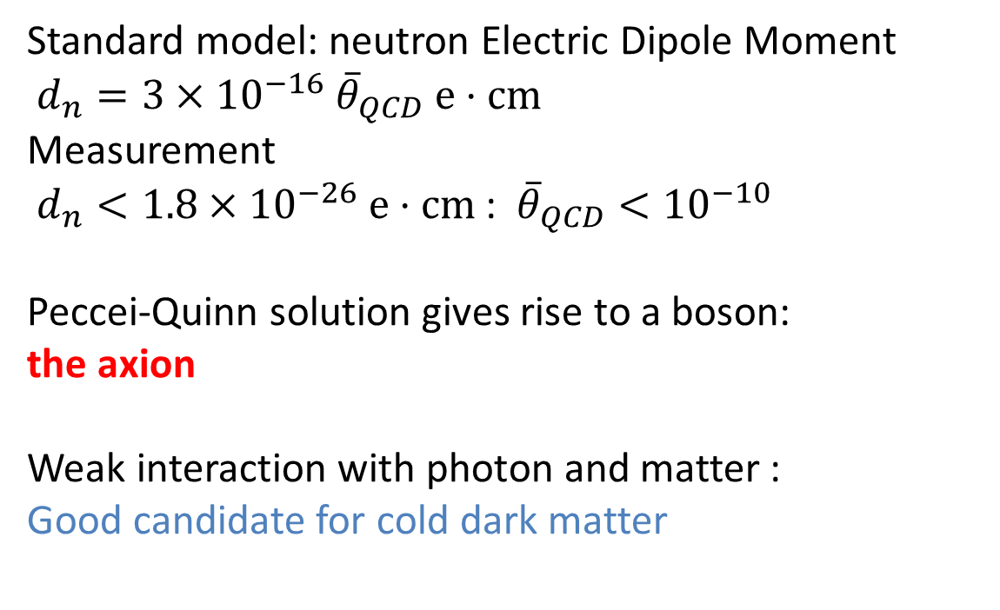 Standard model: neutron Electric Dipole Moment
$d_n = 3 \times 10^{-16} \, \bar{\theta}_{QCD} \, \mathrm{e \cdot cm}$
Measurement
$d_n < 1.8 \times 10^{-26} \, \mathrm{e \cdot cm} : \ \bar{\theta}_{QCD} < 10^{-10}$
Peccei-Quinn solution gives rise to a boson:
the axion
Weak interaction with photon and matter :
Good candidate for cold dark matter